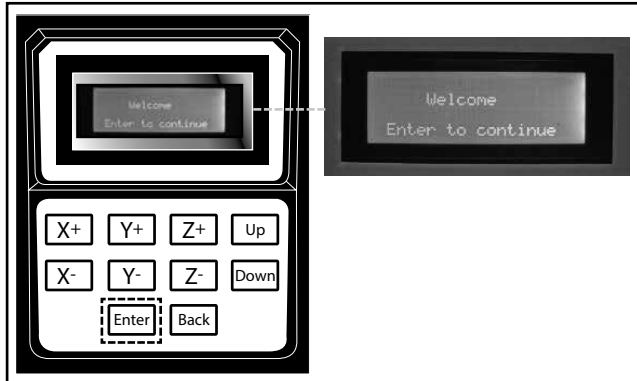 Welcome
Enter to continue
Welcome
Enter to continue
X+ Y+ Z+ Up
X- Y- Z- Down
Enter Back